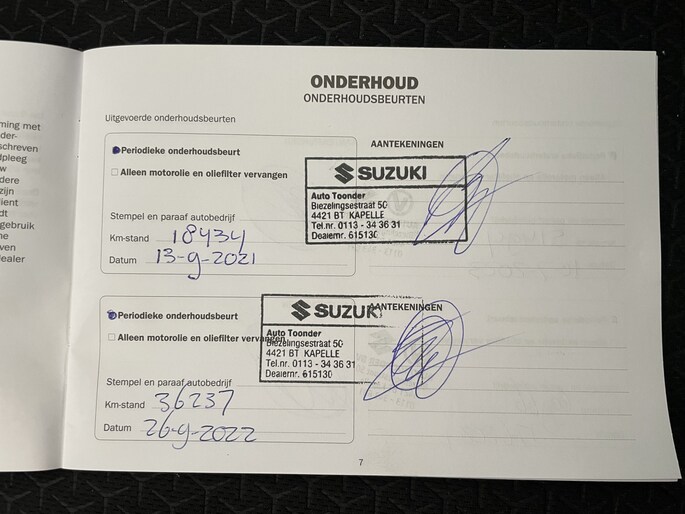 ming met
der-
schreven
dpleeg
w
dere
zijn
ient
dt
gebruik
ne
ven
dealer
ONDERHOUD
ONDERHOUDSBEURTEN
Uitgevoerde onderhoudsbeurten
Periodieke onderhoudsbeurt
Alleen motorolie en oliefilter vervangen
Stempel en paraaf autobedrijf
Km-stand 18434
Datum 13-9-2021
AANTEKENINGEN
SUZUKI
Auto Toonder
Biezelingsestraat 50
4421 BT KAPELLE
Tel.nr. 0113 - 34 36 31
Dealernr. 615130
Periodieke onderhoudsbeurt
Alleen motorolie en oliefilter vervangen
Stempel en paraaf autobedrijf
Km-stand 36237
Datum 26-9-2022
AANTEKENINGEN
SUZUKI
Auto Toonder
Biezelingsestraat 50
4421 BT KAPELLE
Tel.nr. 0113 - 34 36 31
Dealernr. 615130
7